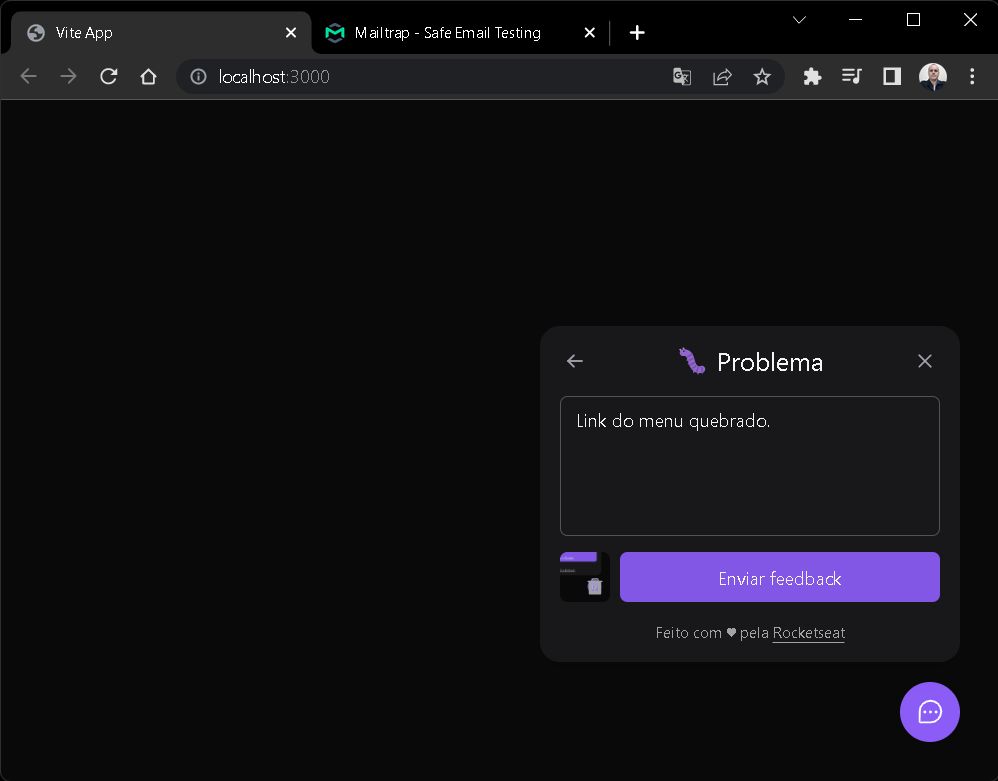 Vite App
Mailtrap - Safe Email Testing
localhost:3000
Problema
Link do menu quebrado.
Enviar feedback
Feito com ♥ pela Rocketseat